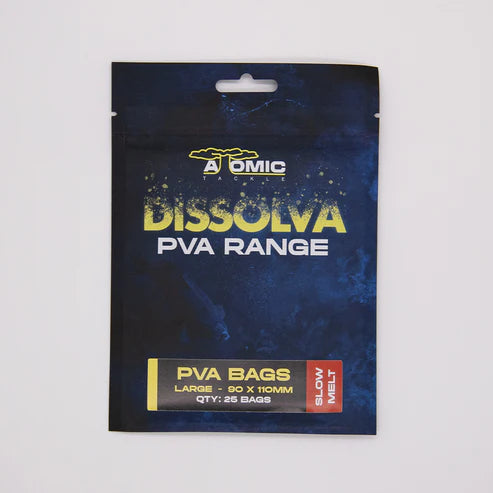 ATOMIC
TACKLE
DISSOLVA
PVA RANGE
PVA BAGS
LARGE - 90 X 110MM
QTY: 25 BAGS
SLOW
MELT